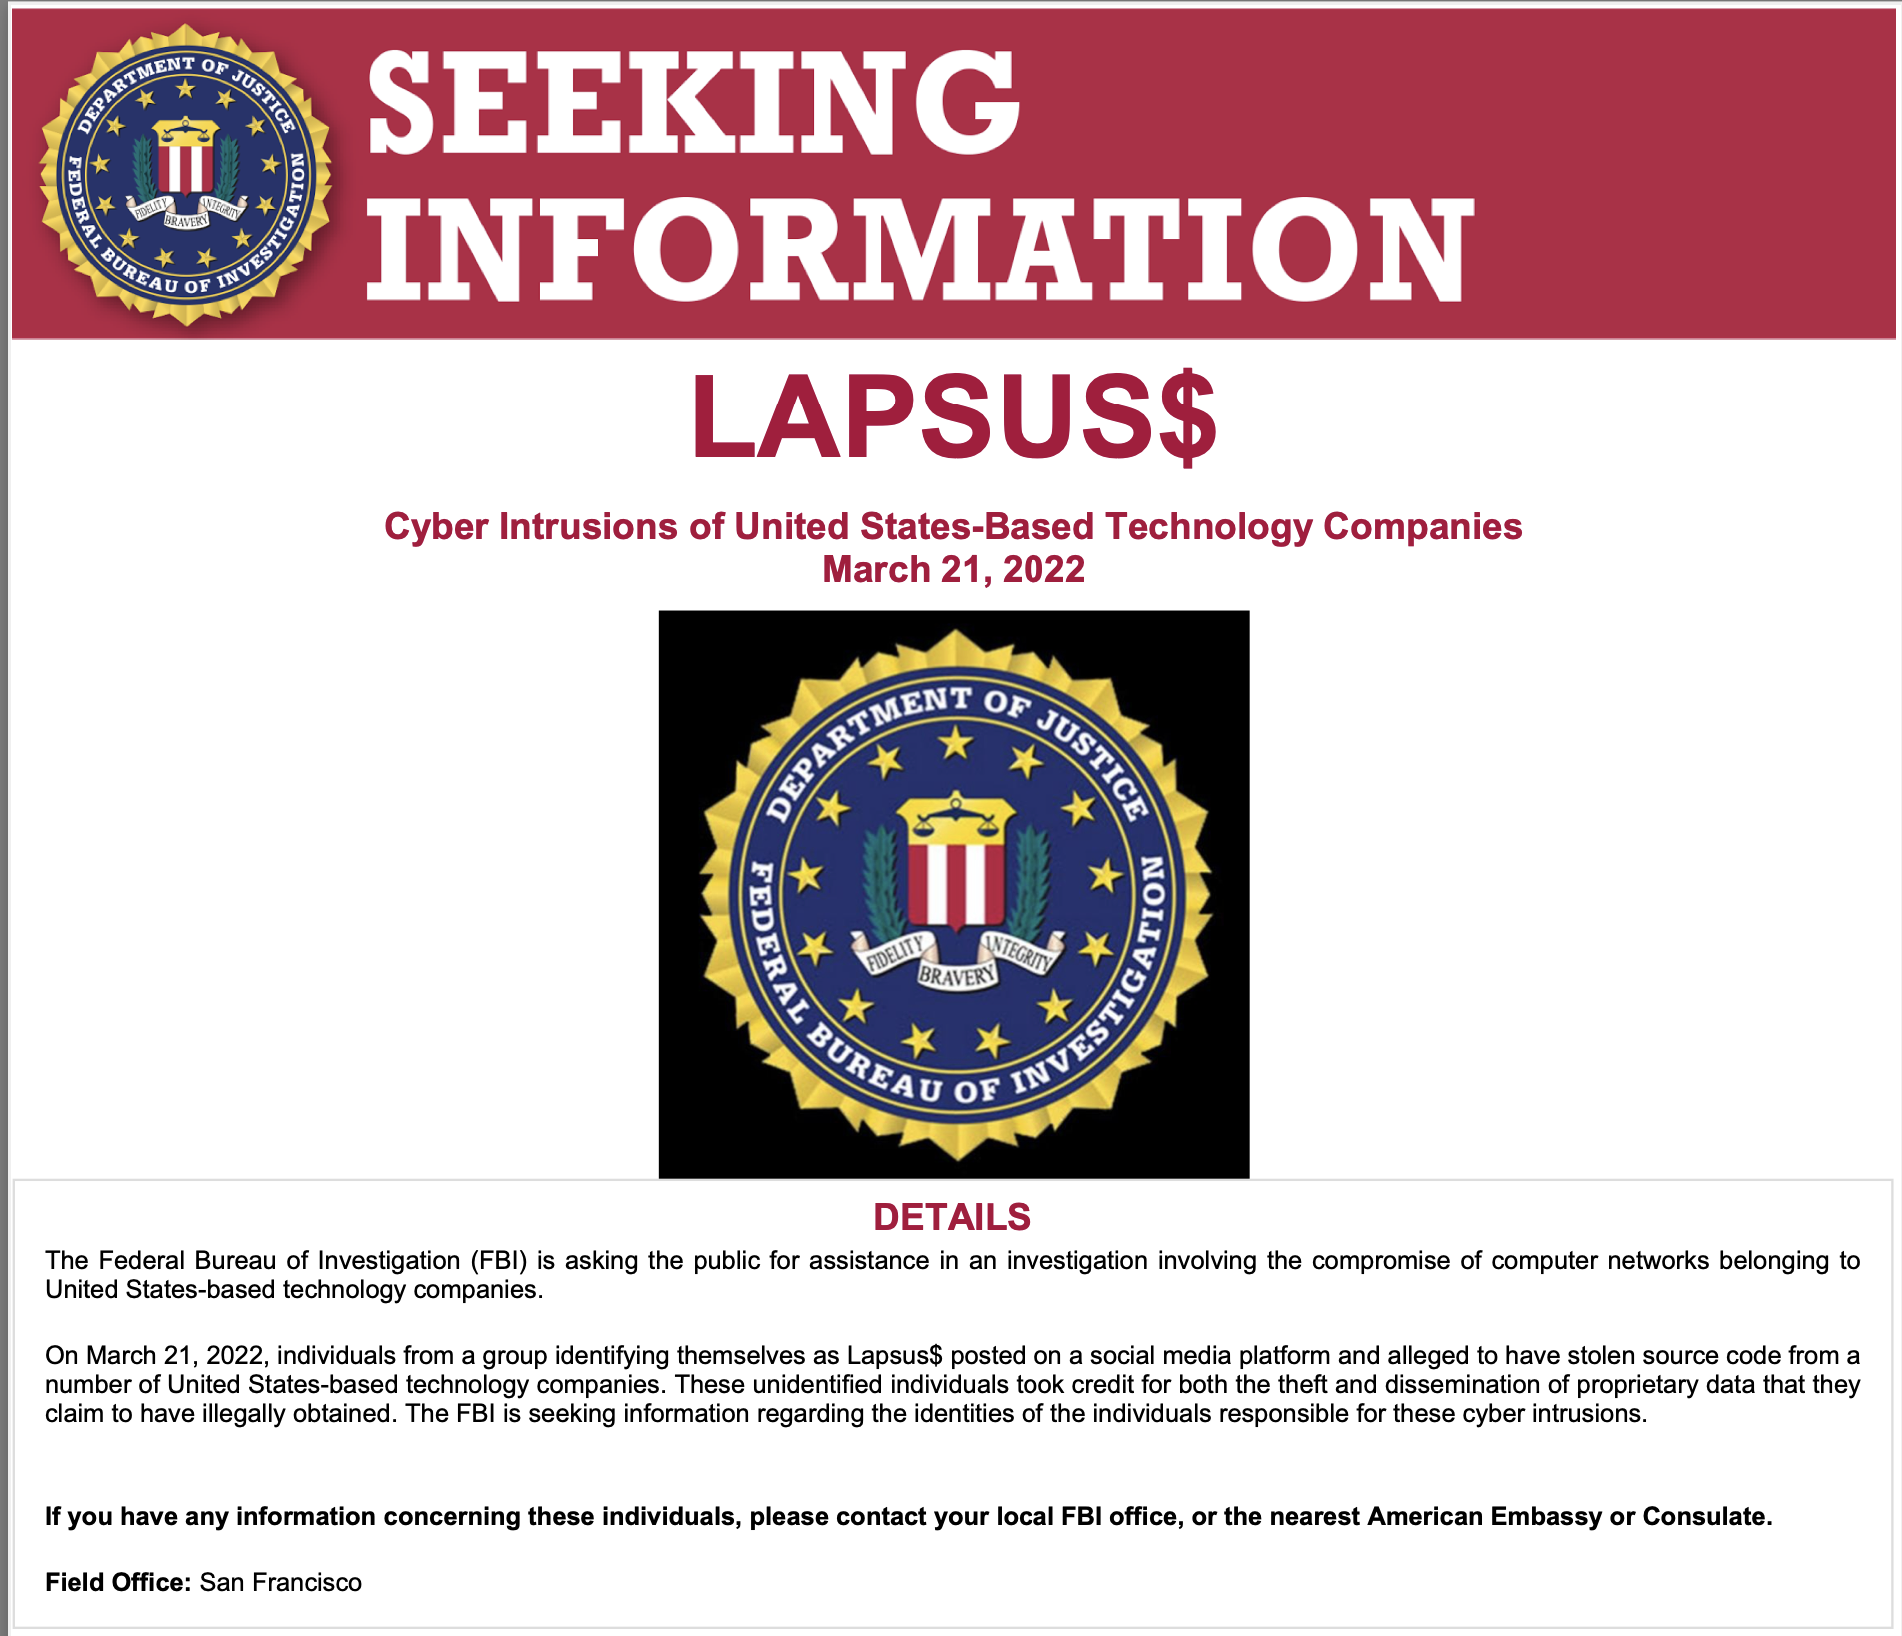 DEPARTMENT OF JUSTICE
FEDERAL BUREAU OF INVESTIGATION
FIDELITY BRAVERY INTEGRITY
SEEKING
INFORMATION
LAPSUS$
Cyber Intrusions of United States-Based Technology Companies
March 21, 2022
DEPARTMENT OF JUSTICE
FEDERAL BUREAU OF INVESTIGATION
FIDELITY BRAVERY INTEGRITY
DETAILS
The Federal Bureau of Investigation (FBI) is asking the public for assistance in an investigation involving the compromise of computer networks belonging to
United States-based technology companies.
On March 21, 2022, individuals from a group identifying themselves as Lapsus$ posted on a social media platform and alleged to have stolen source code from a
number of United States-based technology companies. These unidentified individuals took credit for both the theft and dissemination of proprietary data that they
claim to have illegally obtained. The FBI is seeking information regarding the identities of the individuals responsible for these cyber intrusions.
If you have any information concerning these individuals, please contact your local FBI office, or the nearest American Embassy or Consulate.
Field Office: San Francisco